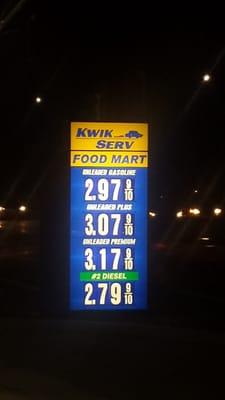 KWIK
SERV
FOOD MART
UNLEADED GASOLINE
2.97 9/10
UNLEADED PLUS
3.07 9/10
UNLEADED PREMIUM
3.17 9/10
#2 DIESEL
2.79 9/10